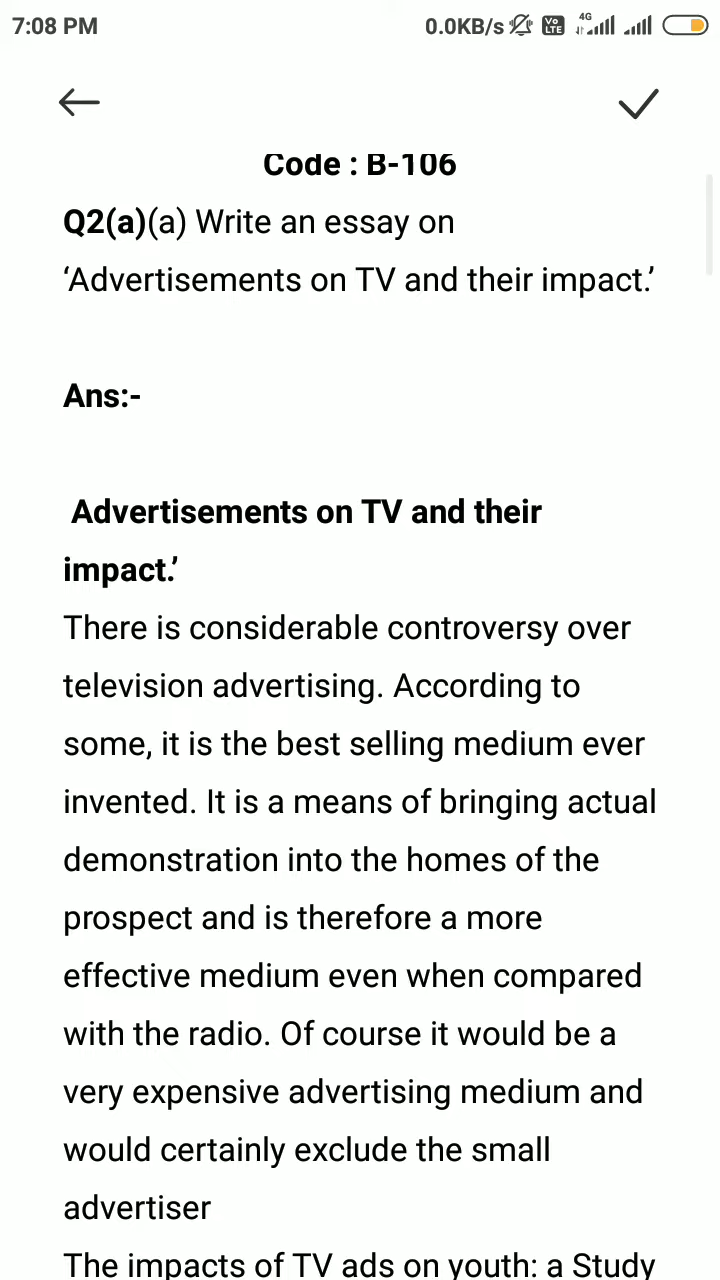 7:08 PM 0.0KB/s Vo LTE 4G
Code : B-106
Q2(a)(a) Write an essay on
‘Advertisements on TV and their impact.’
Ans:-
Advertisements on TV and their
impact.’
There is considerable controversy over
television advertising. According to
some, it is the best selling medium ever
invented. It is a means of bringing actual
demonstration into the homes of the
prospect and is therefore a more
effective medium even when compared
with the radio. Of course it would be a
very expensive advertising medium and
would certainly exclude the small
advertiser
The impacts of TV ads on youth: a Study